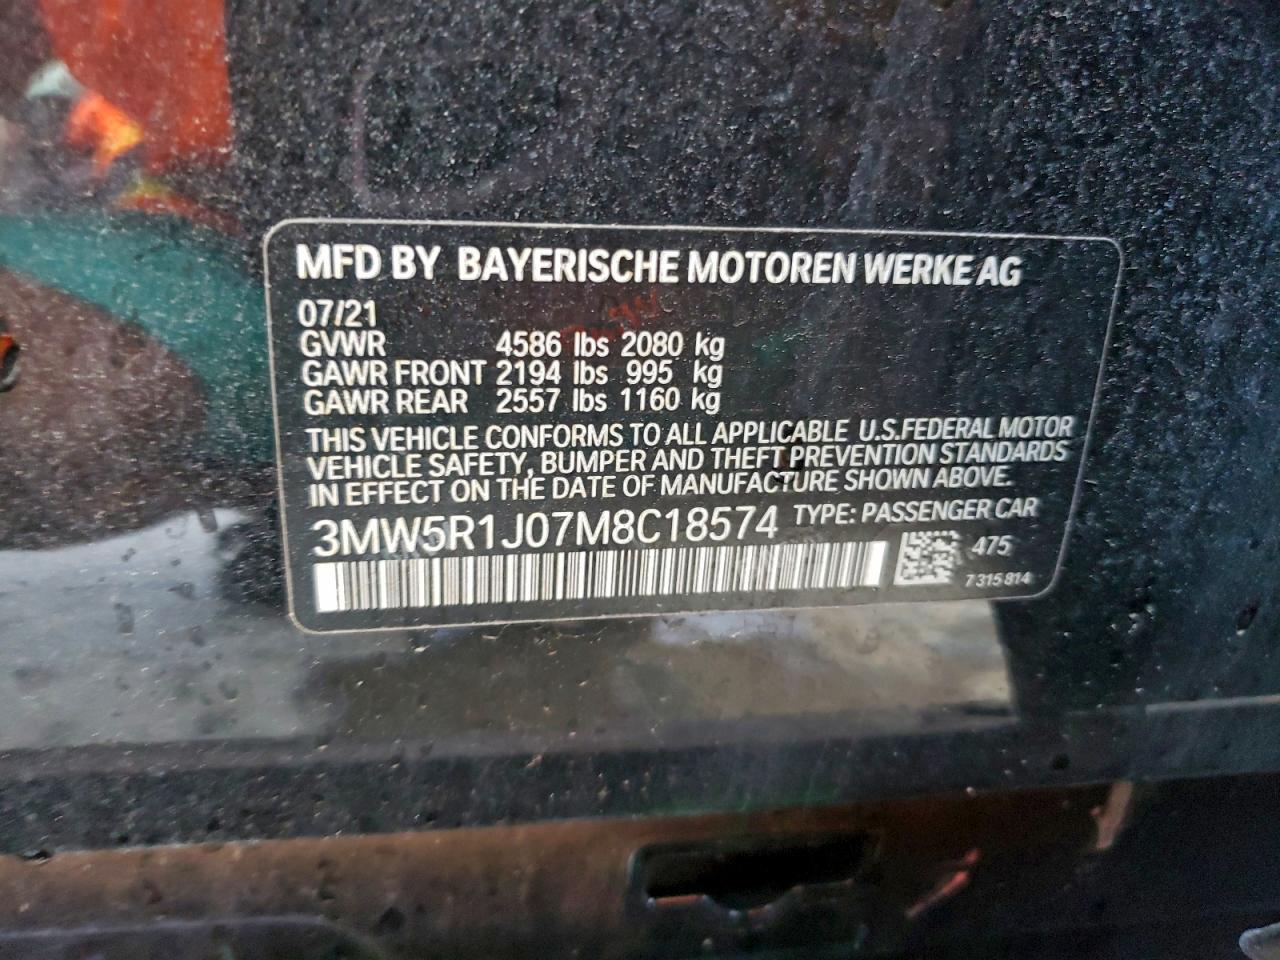 MFD BY BAYERISCHE MOTOREN WERKE AG
07/21
GVWR 4586 lbs 2080 kg
GAWR FRONT 2194 lbs 995 kg
GAWR REAR 2557 lbs 1160 kg
THIS VEHICLE CONFORMS TO ALL APPLICABLE U.S.FEDERAL MOTOR
VEHICLE SAFETY, BUMPER AND THEFT PREVENTION STANDARDS
IN EFFECT ON THE DATE OF MANUFACTURE SHOWN ABOVE.
3MW5R1J07M8C18574 TYPE: PASSENGER CAR
475
7 315 814